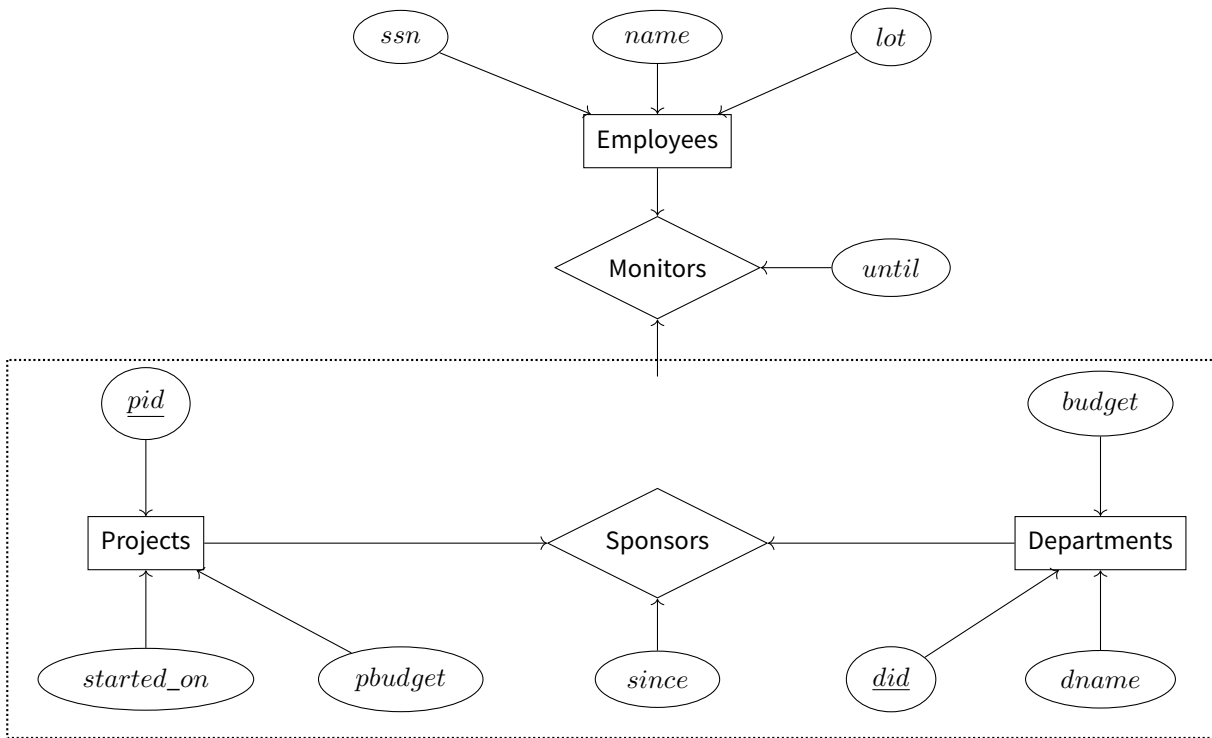 ssn
name
lot
Employees
Monitors
until
pid
budget
Projects
Sponsors
Departments
started_on
pbudget
since
did
dname